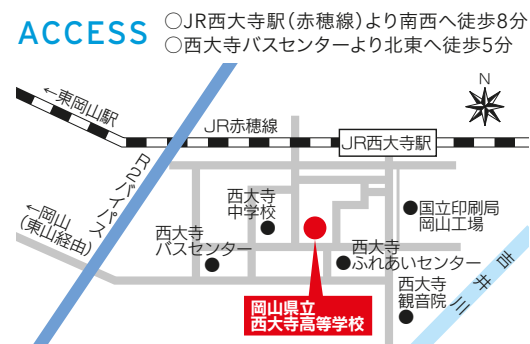 ACCESS
○JR西大寺駅(赤穂線)より南西へ徒歩8分
○西大寺バスセンターより北東へ徒歩5分
N
←東岡山駅
JR赤穂線
JR西大寺駅
R2バイパス
←岡山
(東山経由)
西大寺
中学校
国立印刷局
岡山工場
西大寺
バスセンター
西大寺
ふれあいセンター
西大寺
観音院
吉井川
岡山県立
西大寺高等学校